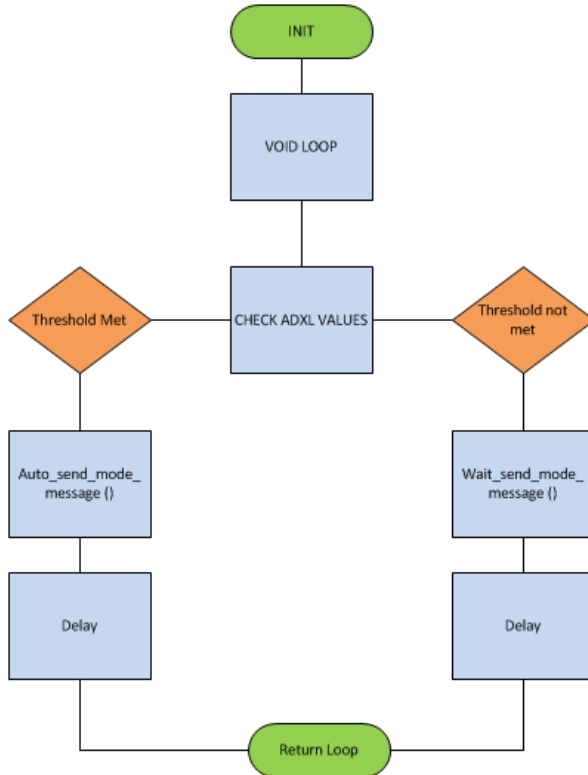 INIT
VOID LOOP
Threshold Met
CHECK ADXL VALUES
Threshold not
met
Auto_send_mode_
message ()
Wait_send_mode_
message ()
Delay
Delay
Return Loop